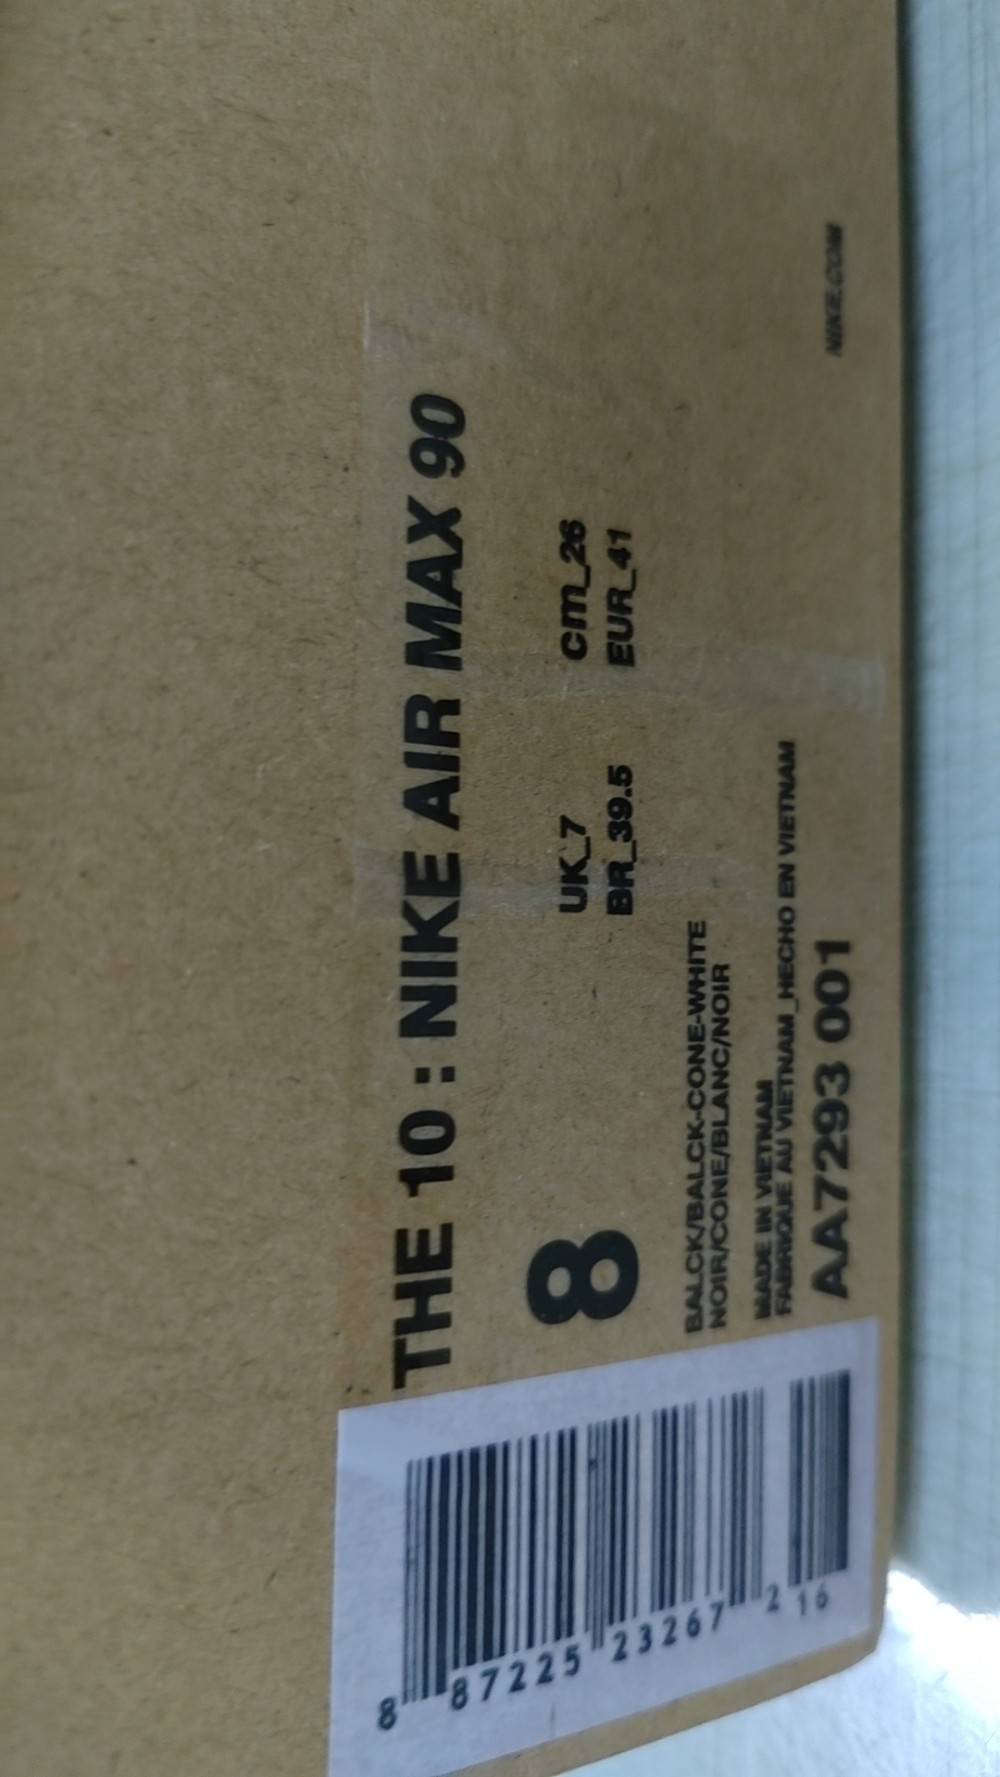 THE 10 : NIKE AIR MAX 90
8
UK_7 cm_26
BR_39.5 EUR_41
BALCK/BALCK-CONE-WHITE
NOIR/CONE/BLANC/NOIR
MADE IN VIETNAM
FABRIQUE AU VIETNAM_HECHO EN VIETNAM
AA7293 001
NIKE.COM
8 87225 23267 2 16